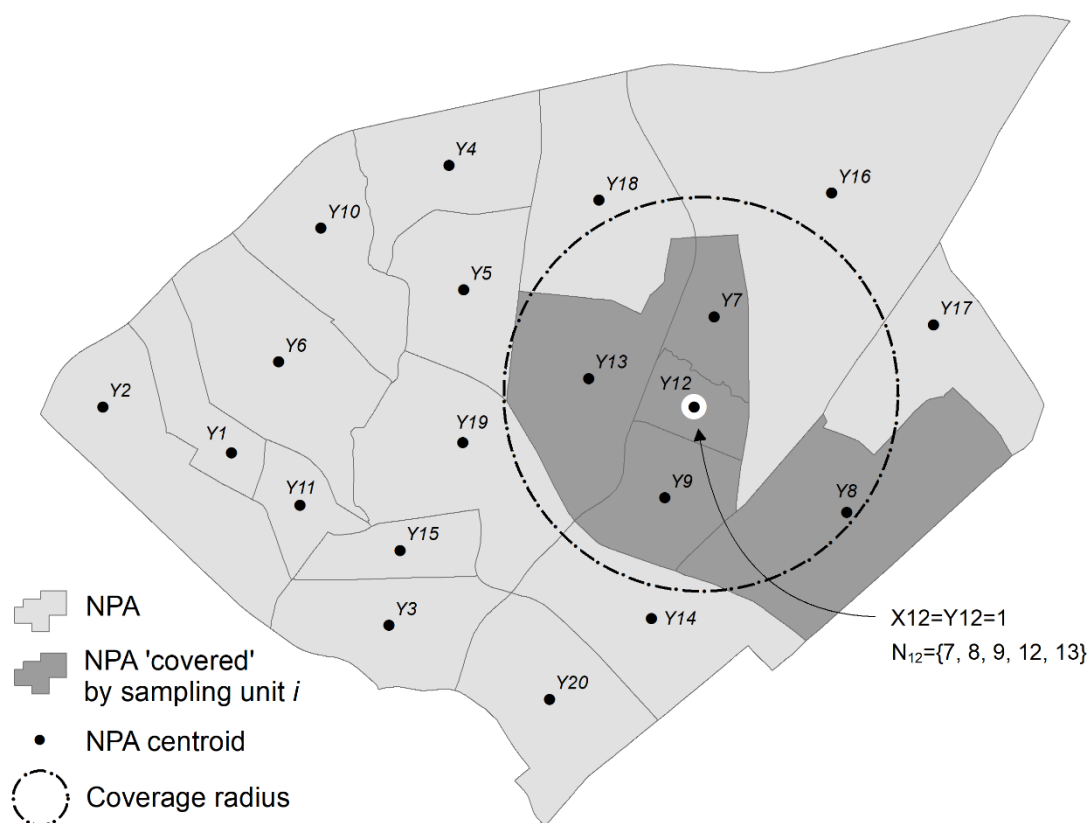 Y4
Y18
Y16
Y10
Y5
Y7
Y17
Y6
Y13
Y2
Y12
Y1
Y19
Y11
Y9
Y8
Y15
NPA
Y3
Y14
X12=Y12=1
NPA 'covered'
by sampling unit i
N12={7, 8, 9, 12, 13}
Y20
NPA centroid
Coverage radius